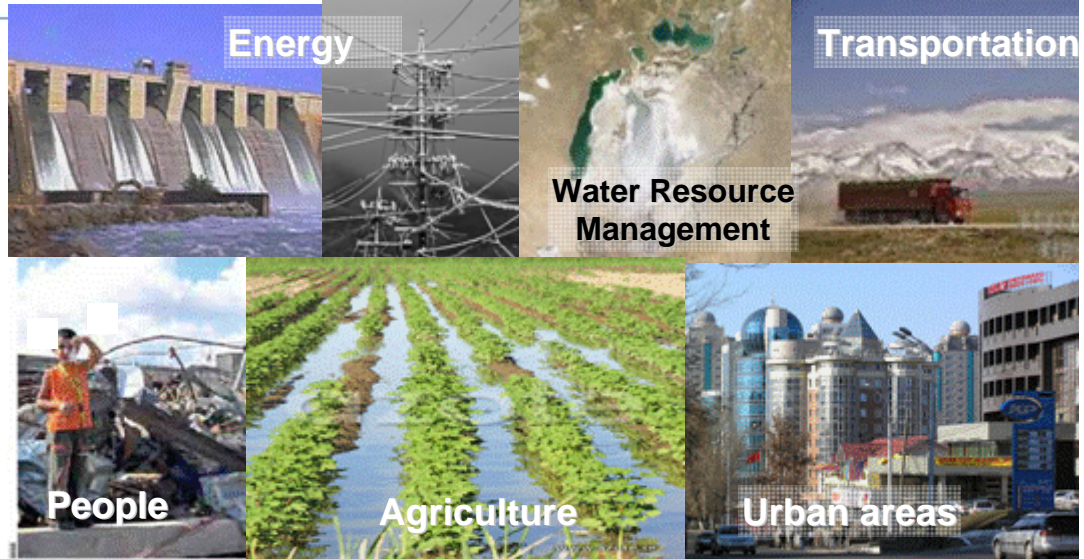 Energy
Transportation
Water Resource
Management
People
Agriculture
Urban areas